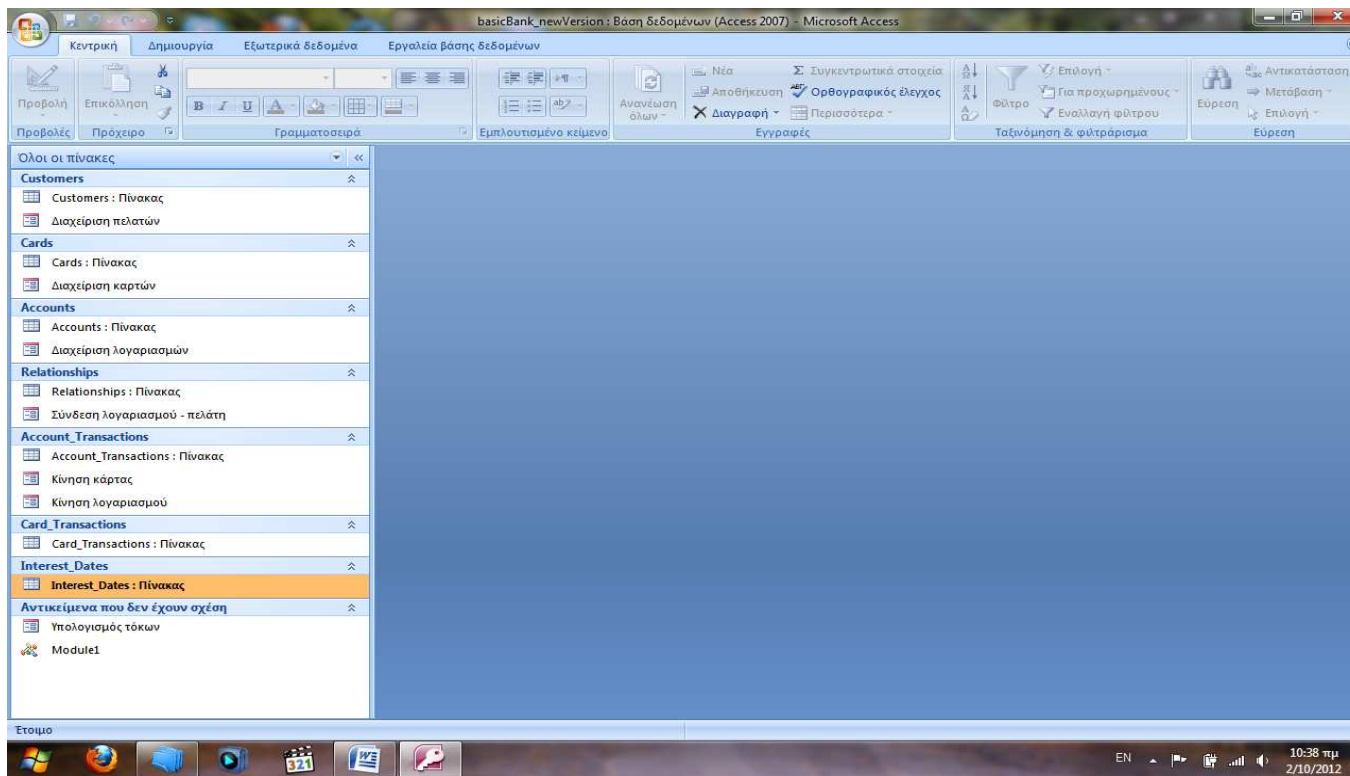 basicBank_newVersion : Βάση δεδομένων (Access 2007) - Microsoft Access
Κεντρική Δημιουργία Εξωτερικά δεδομένα Εργαλεία βάσης δεδομένων
Προβολή
Επικόλληση
B I U A
ab
Ανανέωση όλων
Νέα
Αποθήκευση
Διαγραφή
Σ Συγκεντρωτικά στοιχεία
ABC Ορθογραφικός έλεγχος
Περισσότερα
Φίλτρο
Επιλογή
Για προχωρημένους
Εναλλαγή φίλτρου
Εύρεση
Αντικατάσταση
Μετάβαση
Επιλογή
Προβολές Πρόχειρο Γραμματοσειρά Εμπλουτισμένο κείμενο Εγγραφές Ταξινόμηση & φιλτράρισμα Εύρεση
Όλοι οι πίνακες
Customers
Customers : Πίνακας
Διαχείριση πελατών
Cards
Cards : Πίνακας
Διαχείριση καρτών
Accounts
Accounts : Πίνακας
Διαχείριση λογαριασμών
Relationships
Relationships : Πίνακας
Σύνδεση λογαριασμού - πελάτη
Account_Transactions
Account_Transactions : Πίνακας
Κίνηση κάρτας
Κίνηση λογαριασμού
Card_Transactions
Card_Transactions : Πίνακας
Interest_Dates
Interest_Dates : Πίνακας
Αντικείμενα που δεν έχουν σχέση
Υπολογισμός τόκων
Module1
Έτοιμο
321
EN
10:38 πμ
2/10/2012